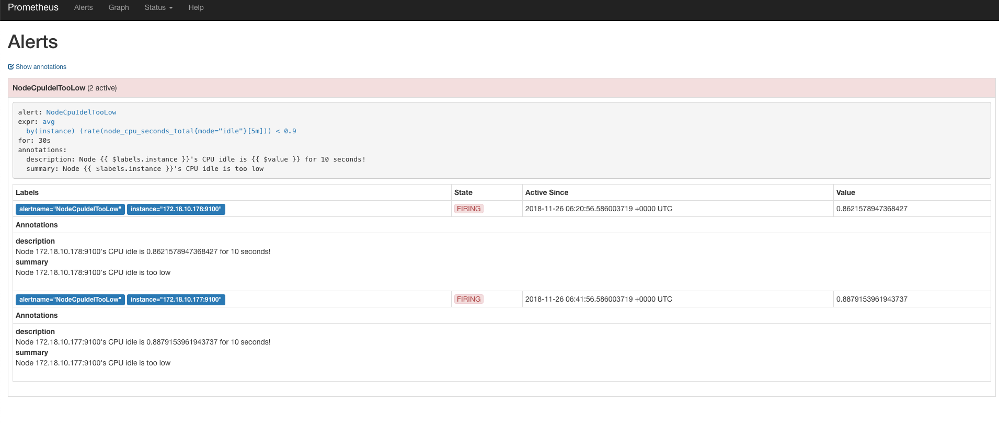 Prometheus Alerts Graph Status Help
Alerts
Show annotations
NodeCpuIdelTooLow (2 active)
alert: NodeCpuIdelTooLow
expr: avg
by(instance) (rate(node_cpu_seconds_total{mode="idle"}[5m])) < 0.9
for: 30s
annotations:
description: Node {{ $labels.instance }}'s CPU idle is {{ $value }} for 10 seconds!
summary: Node {{ $labels.instance }}'s CPU idle is too low
Labels State Active Since Value
alertname="NodeCpuIdelTooLow" instance="172.18.10.178:9100" FIRING 2018-11-26 06:20:56.586003719 +0000 UTC 0.8621578947368427
Annotations
description
Node 172.18.10.178:9100's CPU idle is 0.8621578947368427 for 10 seconds!
summary
Node 172.18.10.178:9100's CPU idle is too low
alertname="NodeCpuIdelTooLow" instance="172.18.10.177:9100" FIRING 2018-11-26 06:41:56.586003719 +0000 UTC 0.8879153961943737
Annotations
description
Node 172.18.10.177:9100's CPU idle is 0.8879153961943737 for 10 seconds!
summary
Node 172.18.10.177:9100's CPU idle is too low